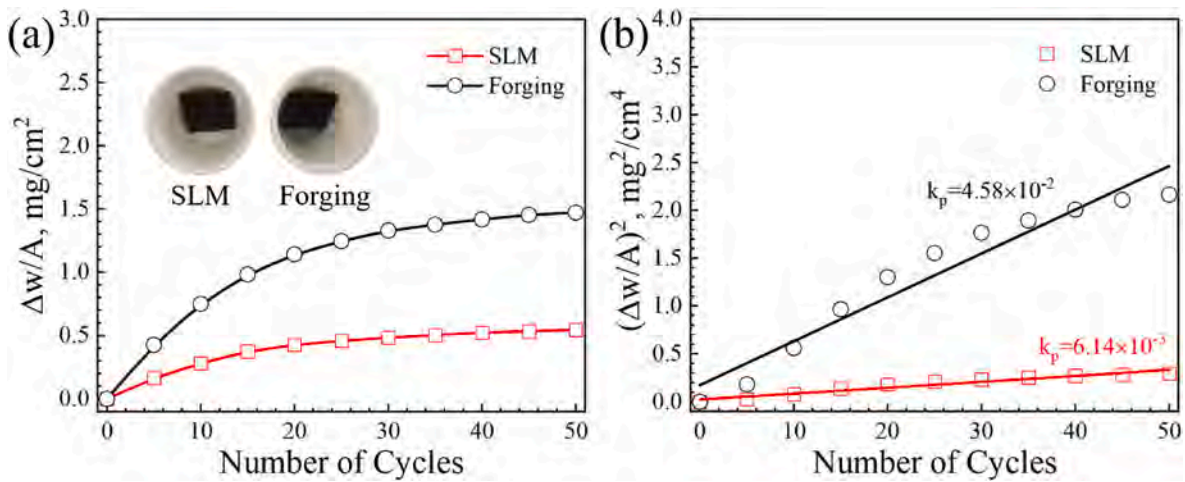 (a)
3.0
2.5
2.0
1.5
1.0
0.5
0.0
Δw/A, mg/cm²
SLM
Forging
SLM
Forging
0 10 20 30 40 50
Number of Cycles
(b)
4.0
3.5
3.0
2.5
2.0
1.5
1.0
0.5
0.0
(Δw/A)², mg²/cm⁴
SLM
Forging
kₚ=4.58×10⁻²
kₚ=6.14×10⁻³
0 10 20 30 40 50
Number of Cycles